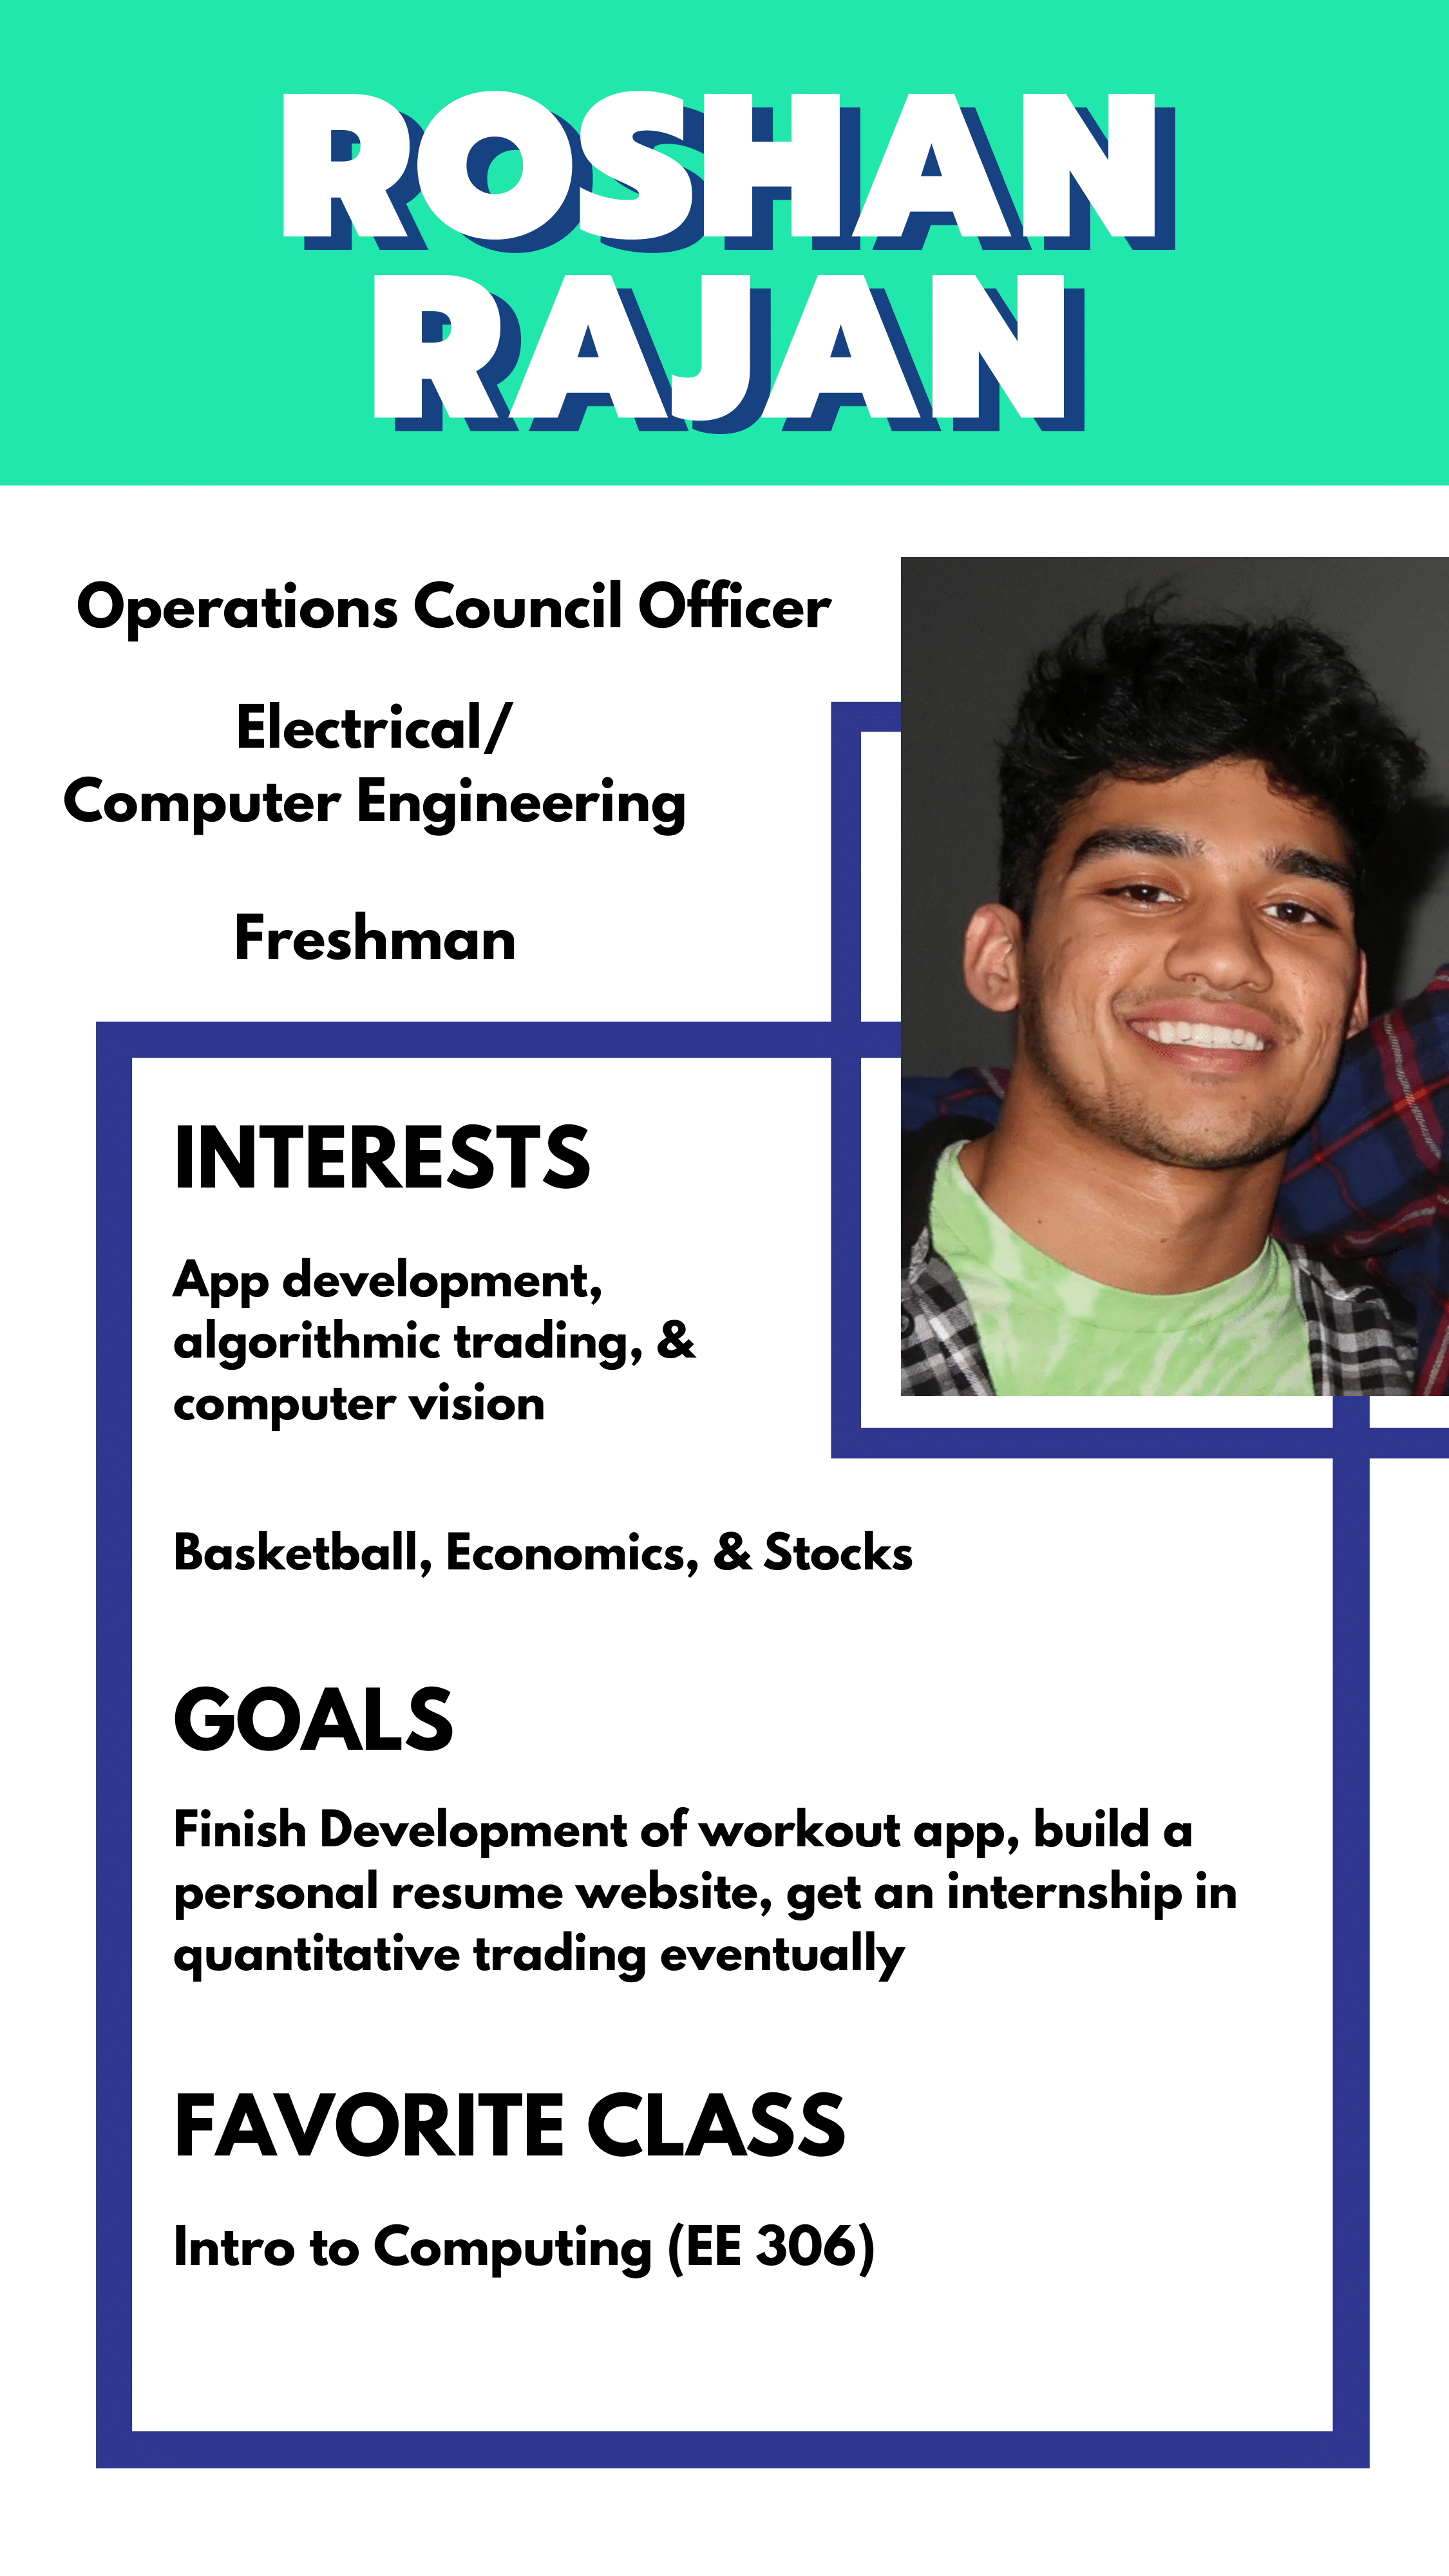 ROSHAN
RAJAN
Operations Council Officer
Electrical/
Computer Engineering
Freshman
INTERESTS
App development,
algorithmic trading, &
computer vision
Basketball, Economics, & Stocks
GOALS
Finish Development of workout app, build a
personal resume website, get an internship in
quantitative trading eventually
FAVORITE CLASS
Intro to Computing (EE 306)